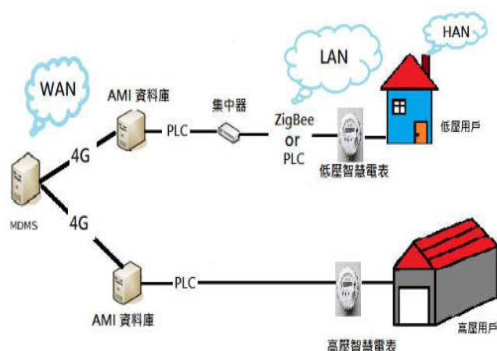 HAN
LAN
WAN
AMI 資料庫
集中器
ZigBee
or
PLC
PLC
低壓用戶
4G
低壓智慧電表
MDMS
4G
PLC
AMI 資料庫
高壓智慧電表
高壓用戶